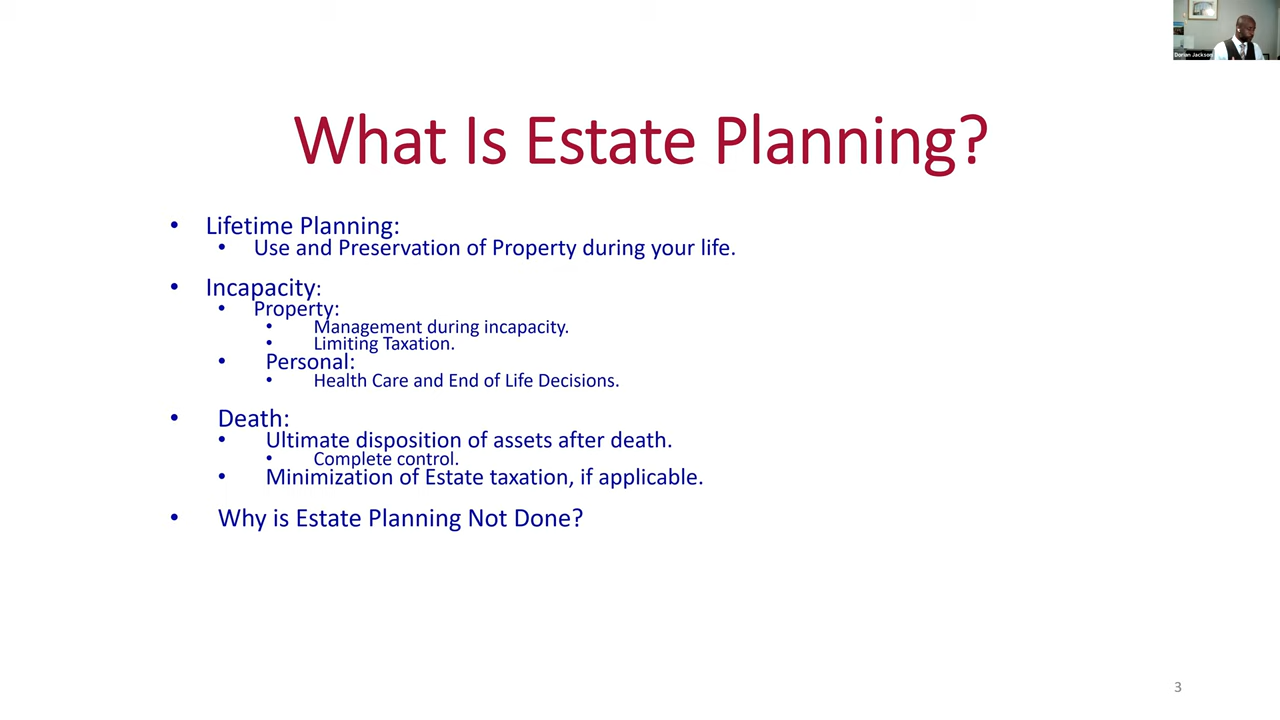 Dorian Jackson
What Is Estate Planning?
• Lifetime Planning:
• Use and Preservation of Property during your life.
• Incapacity:
• Property:
• Management during incapacity.
• Limiting Taxation.
• Personal:
• Health Care and End of Life Decisions.
• Death:
• Ultimate disposition of assets after death.
• Complete control.
• Minimization of Estate taxation, if applicable.
• Why is Estate Planning Not Done?
3